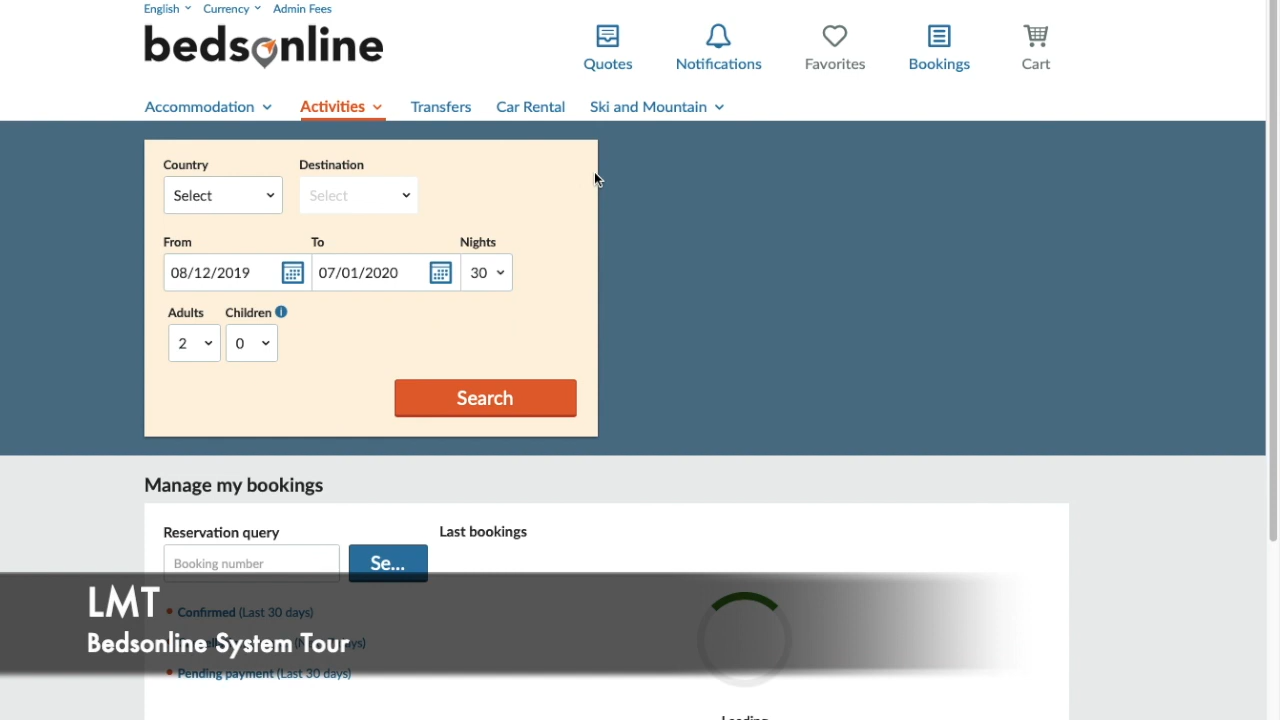 English Currency Admin Fees
bedsonline
Quotes Notifications Favorites Bookings Cart
Accommodation Activities Transfers Car Rental Ski and Mountain
Country Destination
Select Select
From To Nights
08/12/2019 07/01/2020 30
Adults Children i
2 0
Search
Manage my bookings
Reservation query Last bookings
Booking number Se...
LMT
Confirmed (Last 30 days)
Bedsonline System Tour
Pending payment (Last 30 days)
Loading